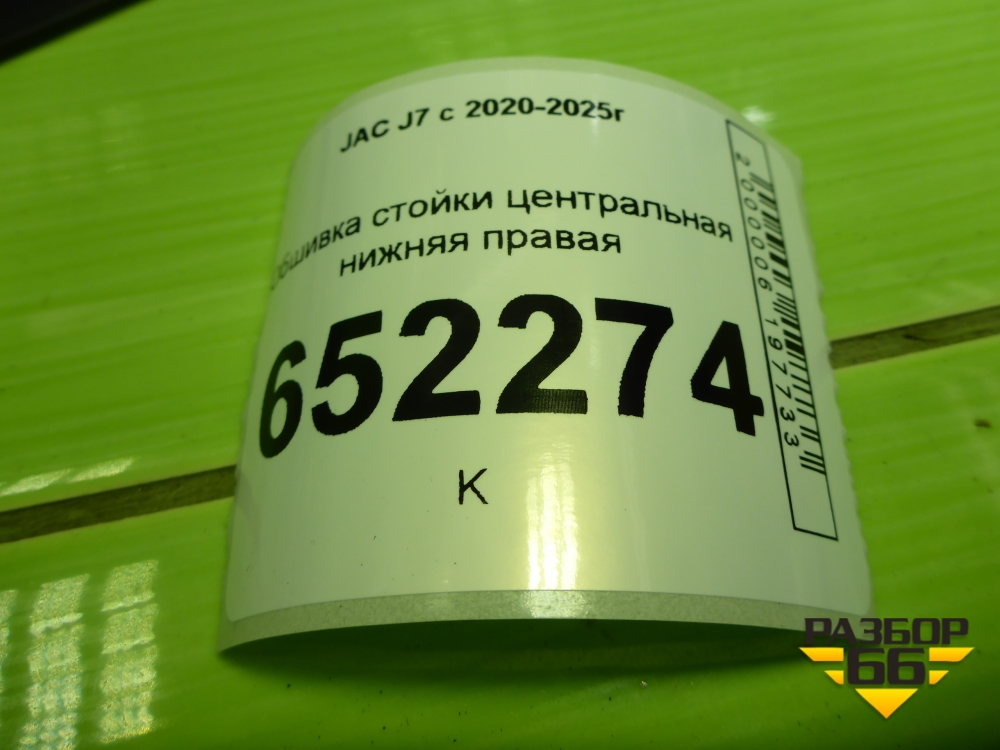 JAC J7 с 2020-2025г
Обшивка стойки центральная
нижняя правая
652274
К
2000006197733
РАЗБОР
66